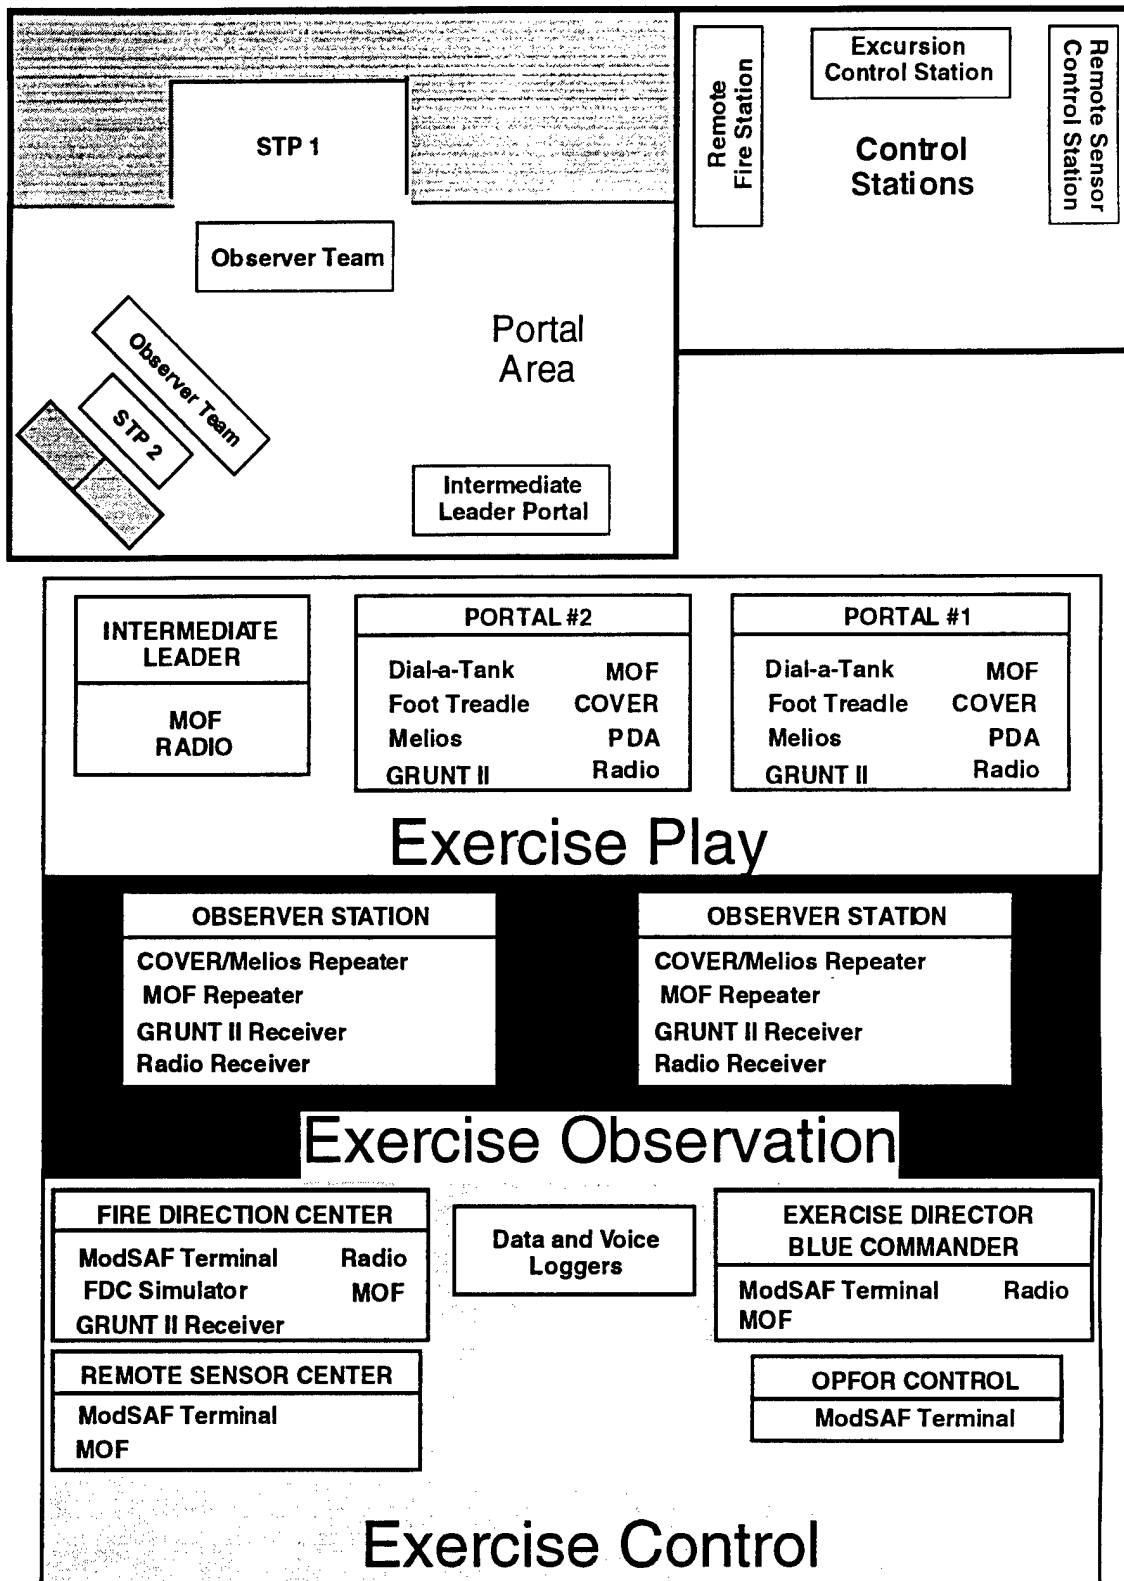 STP 1
Observer Team
Observer Team
STP 2
Portal
Area
Intermediate
Leader Portal
Remote
Fire Station
Excursion
Control Station
Control
Stations
Remote Sensor
Control Station
INTERMEDIATE
LEADER
MOF
RADIO
PORTAL #2
Dial-a-Tank MOF
Foot Treadle COVER
Melios PDA
GRUNT II Radio
PORTAL #1
Dial-a-Tank MOF
Foot Treadle COVER
Melios PDA
GRUNT II Radio
Exercise Play
OBSERVER STATION
COVER/Melios Repeater
MOF Repeater
GRUNT II Receiver
Radio Receiver
OBSERVER STATION
COVER/Melios Repeater
MOF Repeater
GRUNT II Receiver
Radio Receiver
Exercise Observation
FIRE DIRECTION CENTER
ModSAF Terminal Radio
FDC Simulator MOF
GRUNT II Receiver
Data and Voice
Loggers
EXERCISE DIRECTOR
BLUE COMMANDER
ModSAF Terminal Radio
MOF
REMOTE SENSOR CENTER
ModSAF Terminal
MOF
OPFOR CONTROL
ModSAF Terminal
Exercise Control